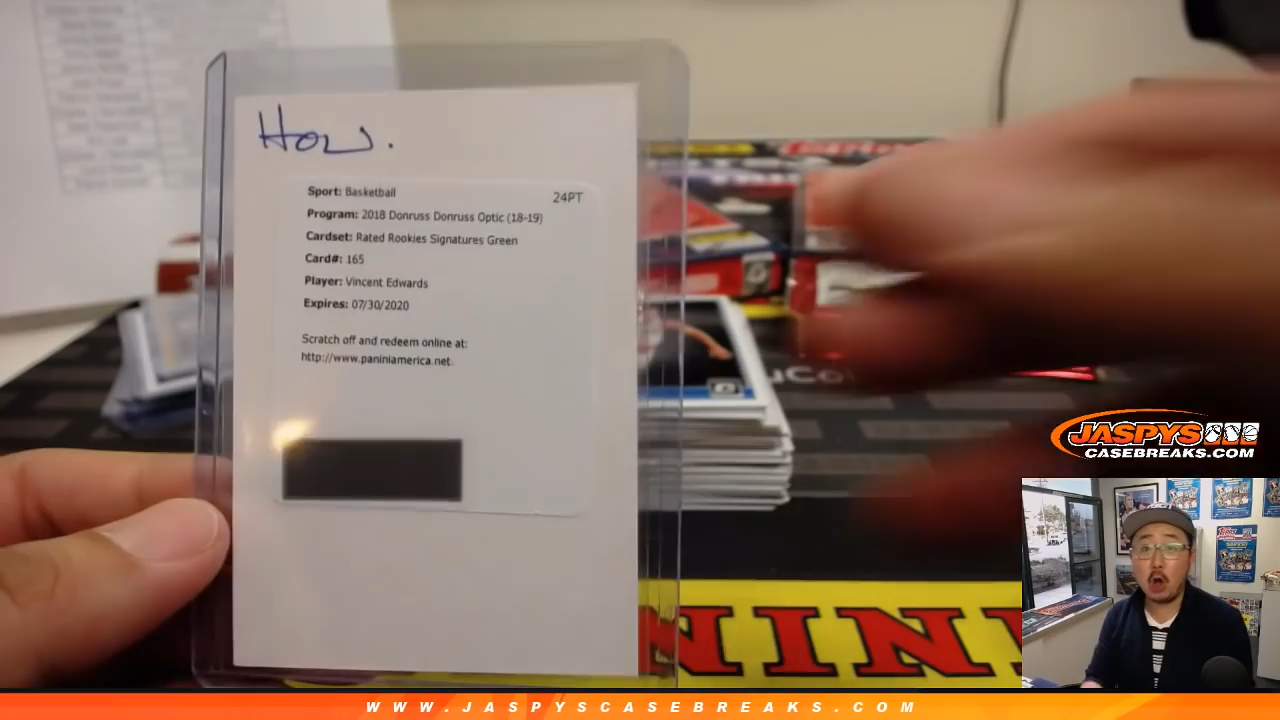 How.
Sport: Basketball
24PT
Program: 2018 Donruss Donruss Optic (18-19)
Cardset: Rated Rookies Signatures Green
Card#: 165
Player: Vincent Edwards
Expires: 07/30/2020
Scratch off and redeem online at:
http://www.paniniamerica.net.
JASPYS
CASEBREAKS.COM
NINI
WWW.JASPYSCASEBREAKS.COM